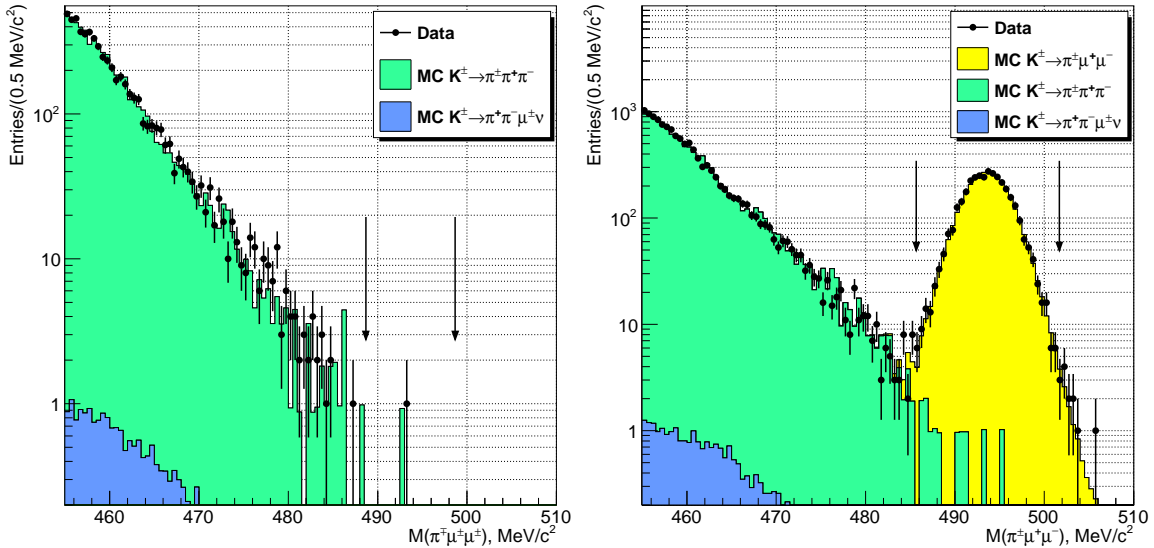 Entries/(0.5 MeV/c²)
10²
10
1
Data
MC K±→π±π⁺π⁻
MC K±→π⁺π⁻μ±ν
460 470 480 490 500 510
M(π∓μ±μ±), MeV/c²
Entries/(0.5 MeV/c²)
10³
10²
10
1
Data
MC K±→π±μ⁺μ⁻
MC K±→π±π⁺π⁻
MC K±→π⁺π⁻μ±ν
460 470 480 490 500 510
M(π±μ⁺μ⁻), MeV/c²